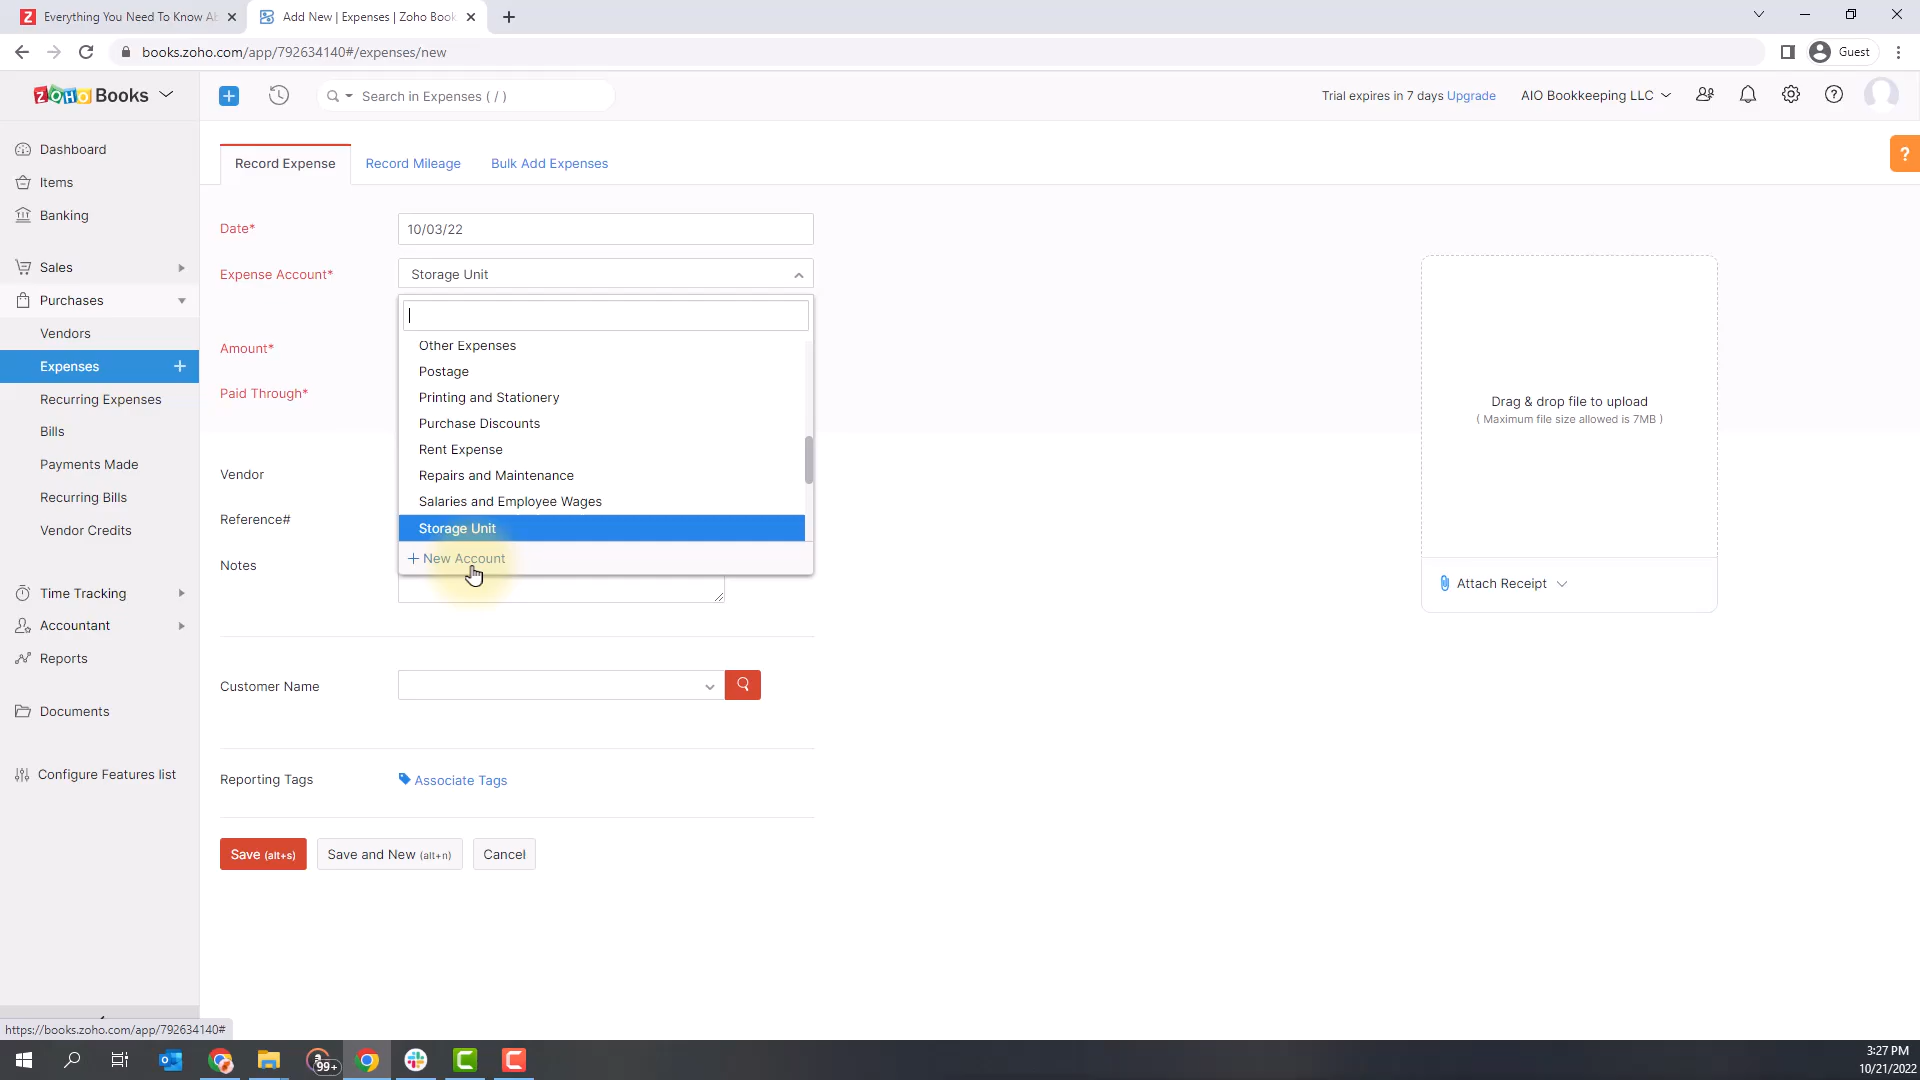 Everything You Need To Know Ab
Add New | Expenses | Zoho Book
books.zoho.com/app/792634140#/expenses/new
Guest
ZOHO Books
Search in Expenses ( / )
Trial expires in 7 days Upgrade
AIO Bookkeeping LLC
Dashboard
Items
Banking
Sales
Purchases
Vendors
Expenses
Recurring Expenses
Bills
Payments Made
Recurring Bills
Vendor Credits
Time Tracking
Accountant
Reports
Documents
Configure Features list
Record Expense
Record Mileage
Bulk Add Expenses
?
Date*
10/03/22
Expense Account*
Storage Unit
Other Expenses
Postage
Printing and Stationery
Purchase Discounts
Rent Expense
Repairs and Maintenance
Salaries and Employee Wages
Storage Unit
+ New Account
Amount*
Paid Through*
Vendor
Reference#
Notes
Drag & drop file to upload
( Maximum file size allowed is 7MB )
Attach Receipt
Customer Name
Reporting Tags
Associate Tags
Save (alt+s)
Save and New (alt+n)
Cancel
https://books.zoho.com/app/792634140#
99+
3:27 PM
10/21/2022